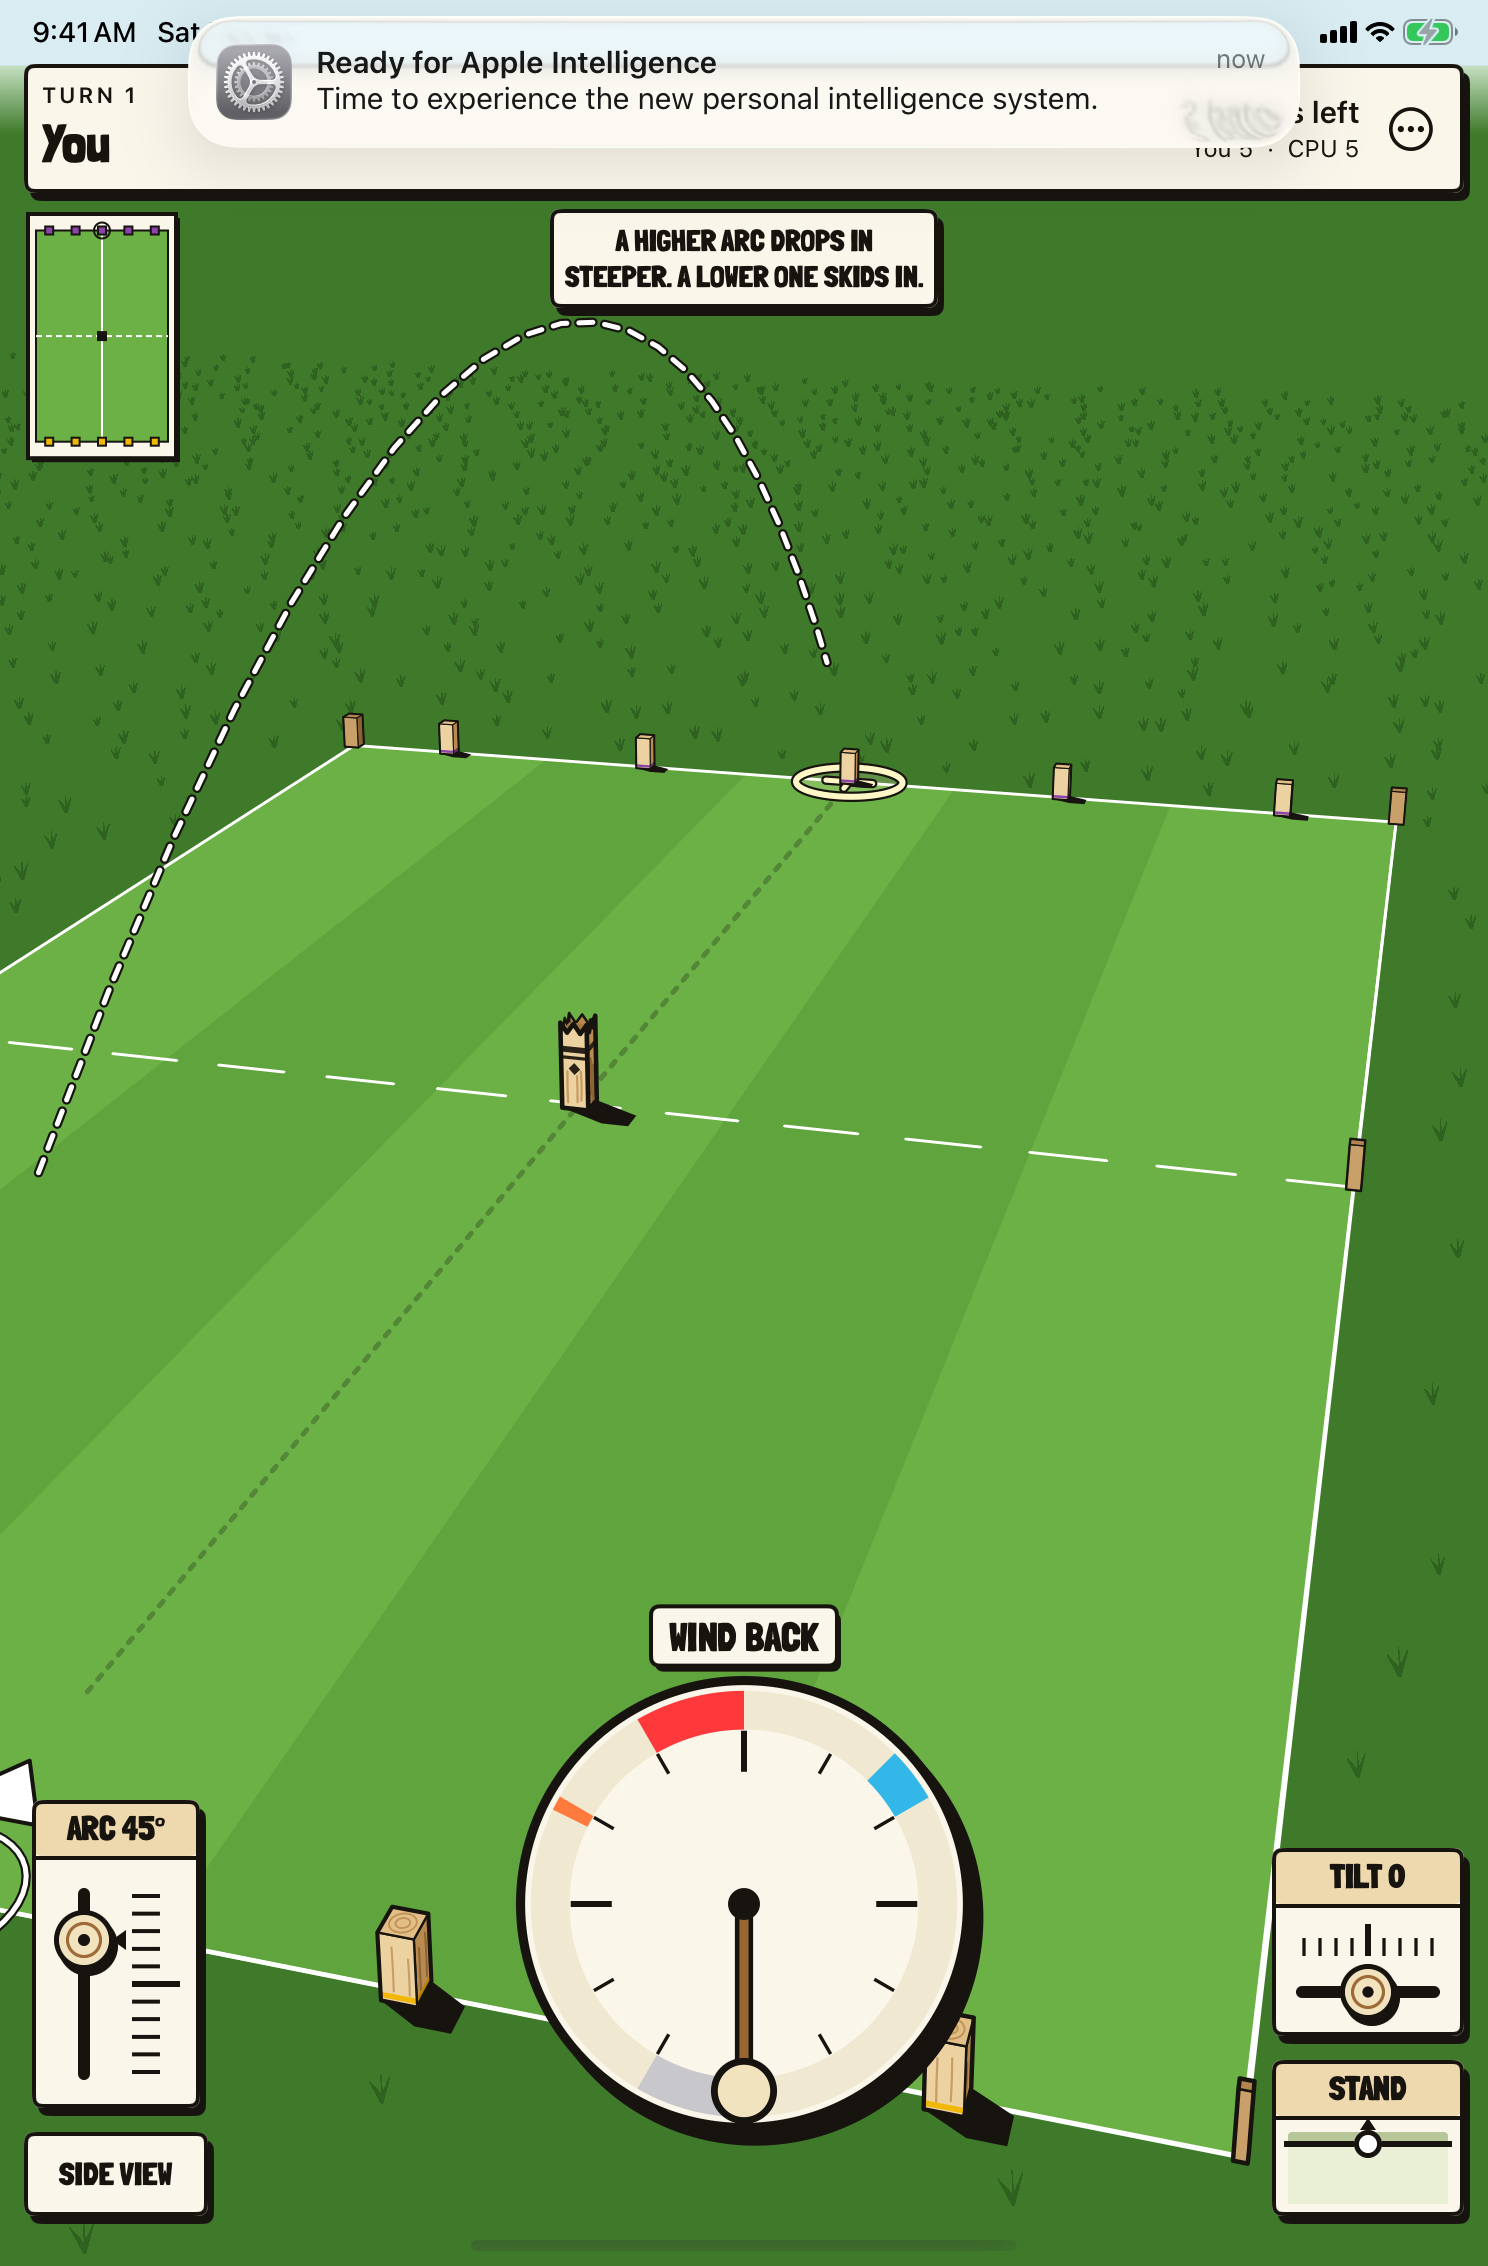 9:41 AM Sat
Ready for Apple Intelligence
now
Time to experience the new personal intelligence system.
TURN 1
You
left
You 5 · CPU 5
A HIGHER ARC DROPS IN
STEEPER. A LOWER ONE SKIDS IN.
WIND BACK
ARC 45°
TILT 0
STAND
SIDE VIEW